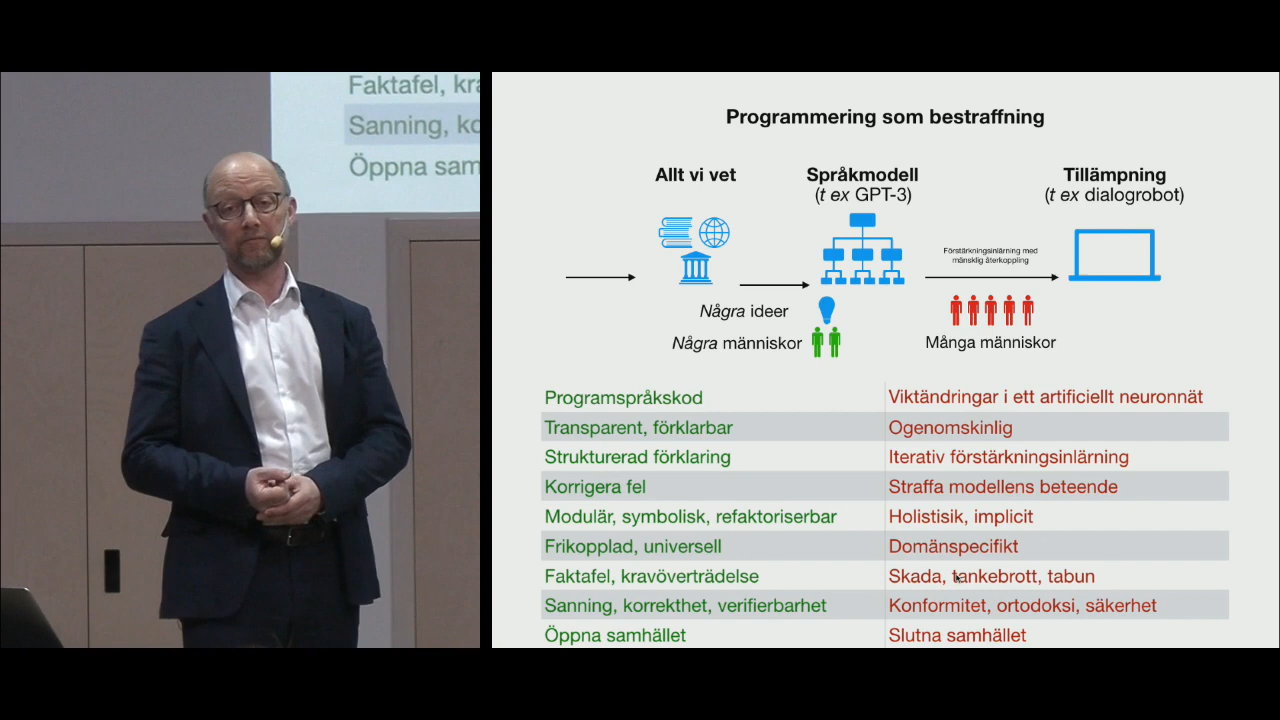 Faktafel, kra
Sanning, ko
Öppna sam
Programmering som bestraffning
Allt vi vet
Språkmodell
(t ex GPT-3)
Tillämpning
(t ex dialogrobot)
Förstärkningsinlärning med
mänsklig återkoppling
Några ideer
Några människor
Många människor
Programspråkskod
Viktändringar i ett artificiellt neuronnät
Transparent, förklarbar
Ogenomskinlig
Strukturerad förklaring
Iterativ förstärkningsinlärning
Korrigera fel
Straffa modellens beteende
Modulär, symbolisk, refaktoriserbar
Holistisik, implicit
Frikopplad, universell
Domänspecifikt
Faktafel, kravöverträdelse
Skada, tankebrott, tabun
Sanning, korrekthet, verifierbarhet
Konformitet, ortodoksi, säkerhet
Öppna samhället
Slutna samhället